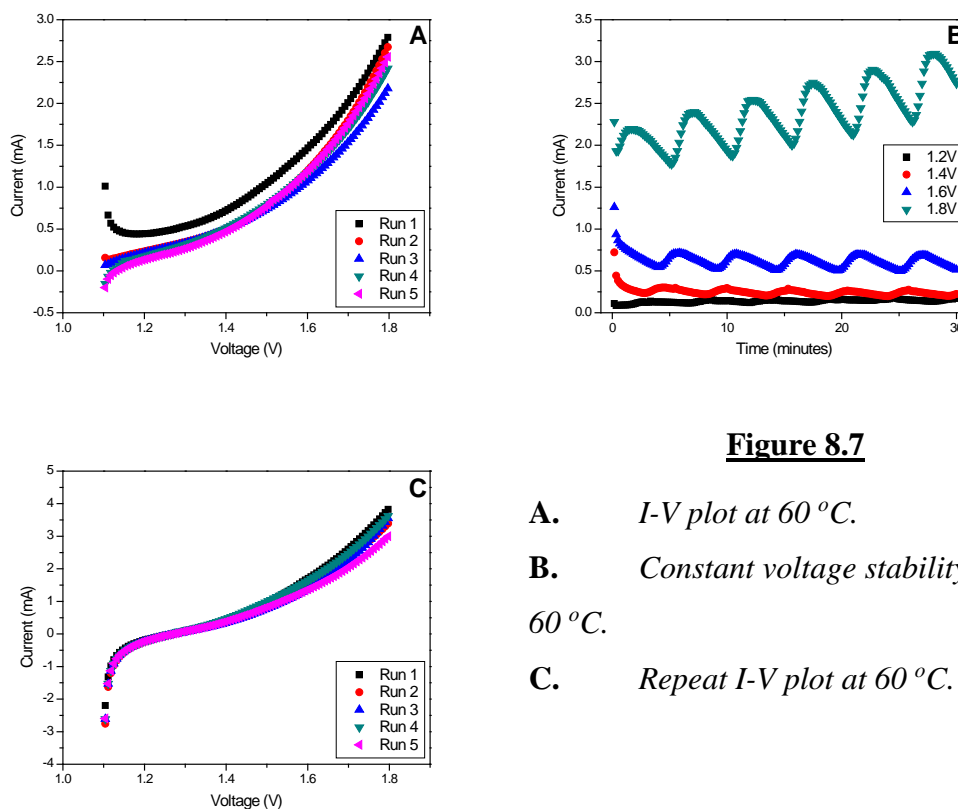 A
3.0
2.5
2.0
1.5
1.0
0.5
0.0
-0.5
Current (mA)
Run 1
Run 2
Run 3
Run 4
Run 5
1.0 1.2 1.4 1.6 1.8
Voltage (V)
B
3.5
3.0
2.5
2.0
1.5
1.0
0.5
0.0
Current (mA)
1.2V
1.4V
1.6V
1.8V
0 10 20 30
Time (minutes)
C
5
4
3
2
1
0
-1
-2
-3
-4
Current (mA)
Run 1
Run 2
Run 3
Run 4
Run 5
1.0 1.2 1.4 1.6 1.8
Voltage (V)
Figure 8.7
A. I-V plot at 60 °C.
B. Constant voltage stability
60 °C.
C. Repeat I-V plot at 60 °C.